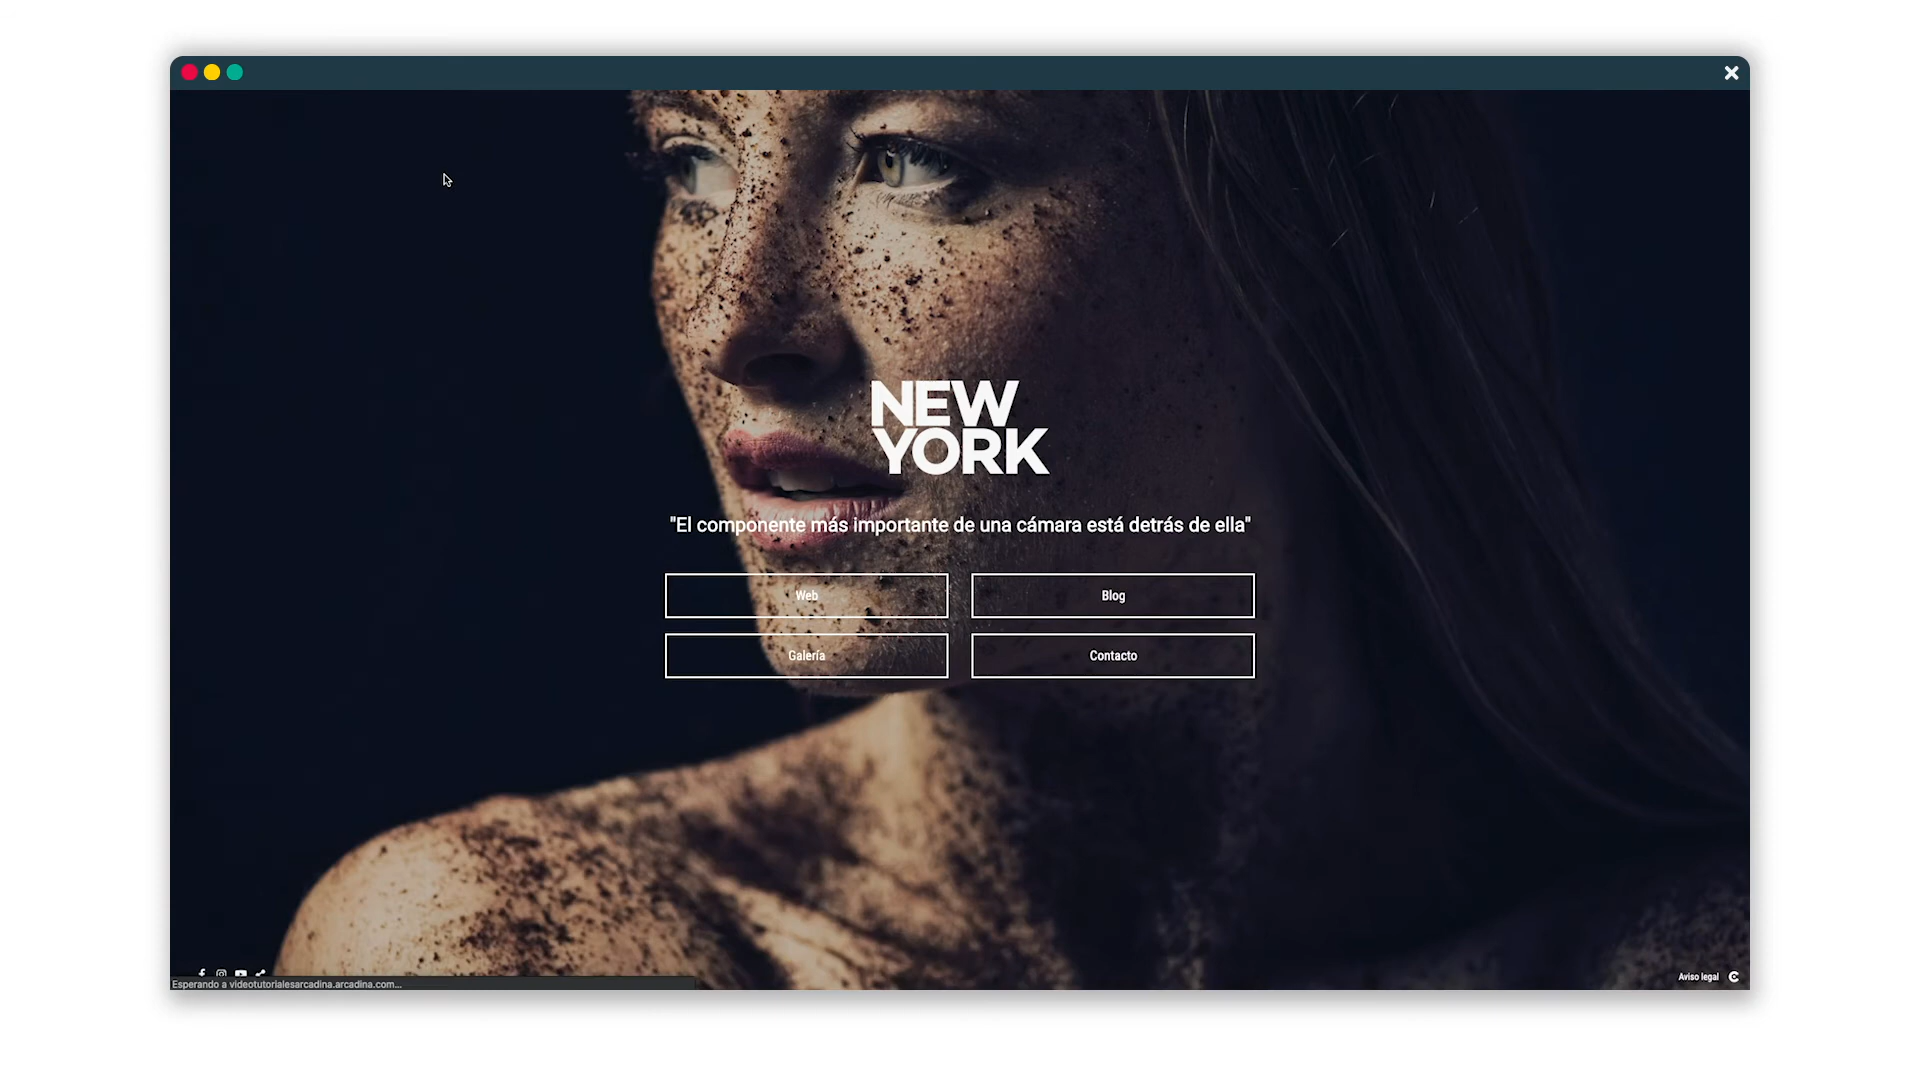 NEW
YORK
"El componente más importante de una cámara está detrás de ella"
Web
Blog
Galería
Contacto
Esperando a videotutorialesarcadina.arcadina.com...
Aviso legal